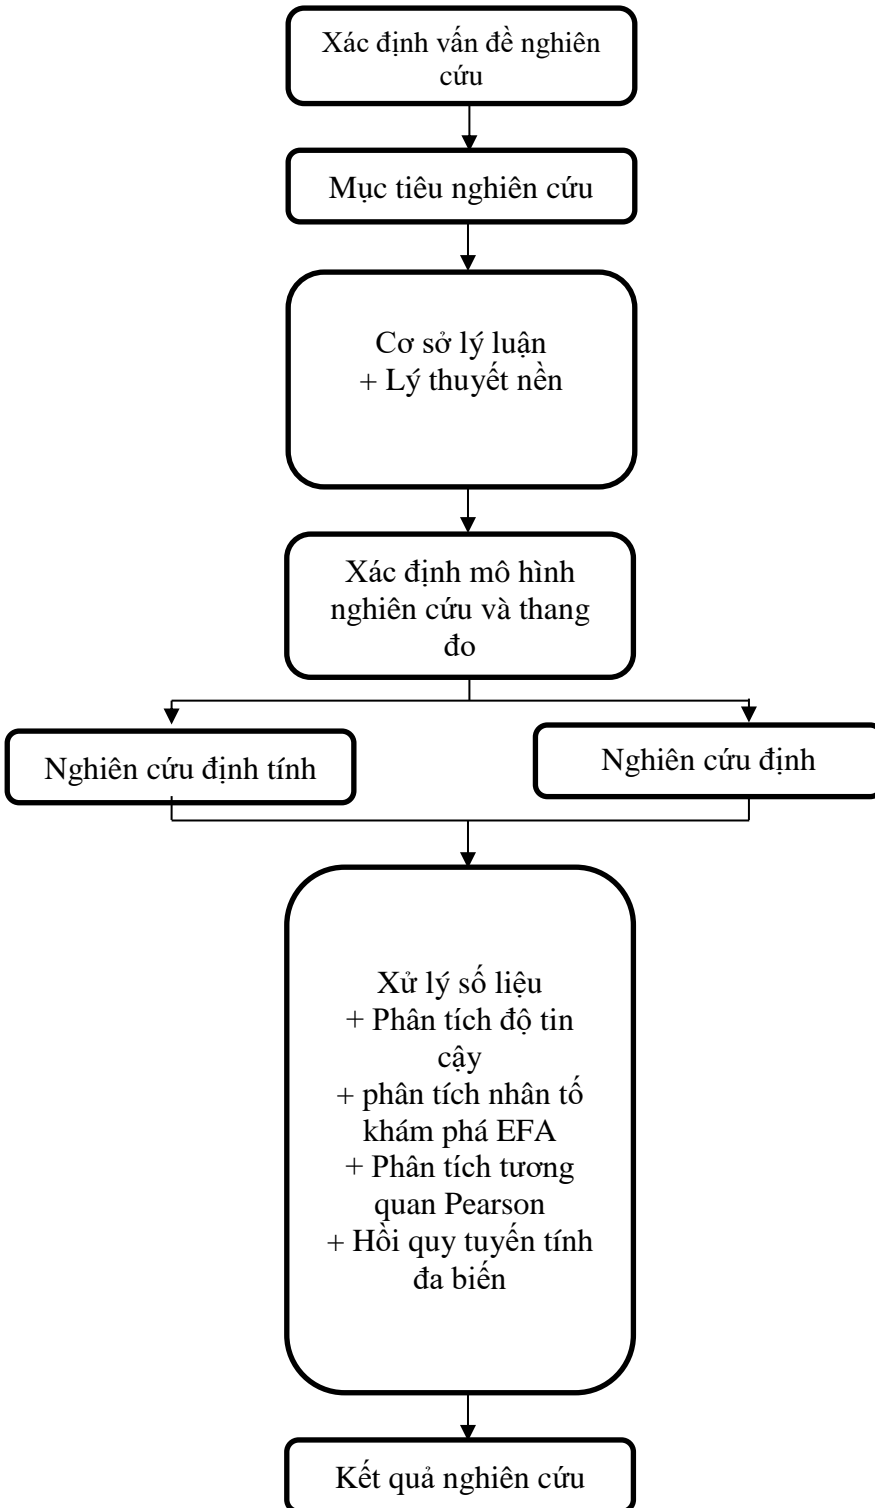 Xác định vấn đề nghiên
cứu
Mục tiêu nghiên cứu
Cơ sở lý luận
+ Lý thuyết nền
Xác định mô hình
nghiên cứu và thang
đo
Nghiên cứu định tính
Nghiên cứu định
Xử lý số liệu
+ Phân tích độ tin
cậy
+ phân tích nhân tố
khám phá EFA
+ Phân tích tương
quan Pearson
+ Hồi quy tuyến tính
đa biến
Kết quả nghiên cứu